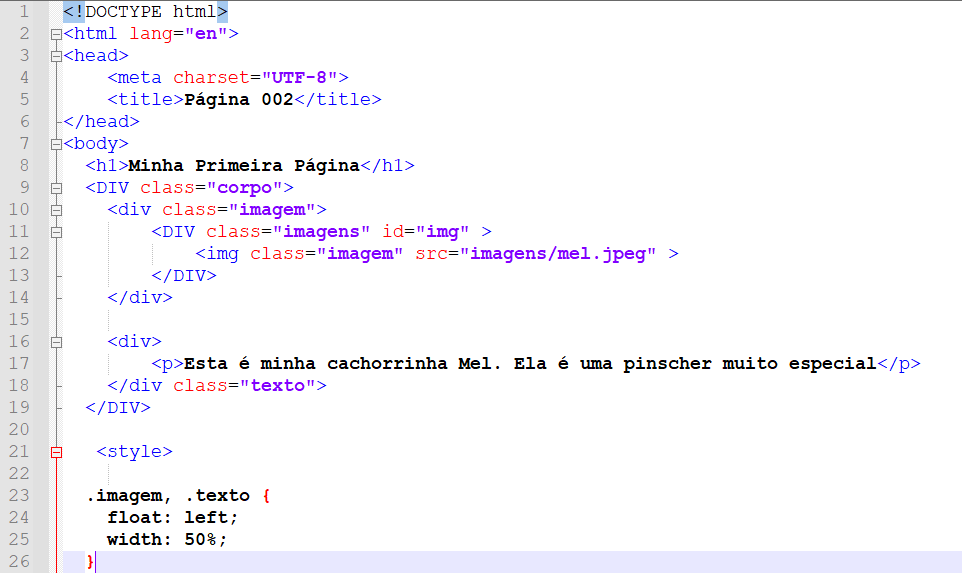 1 <!DOCTYPE html>
2 <html lang="en">
3 <head>
4 <meta charset="UTF-8">
5 <title>Página 002</title>
6 </head>
7 <body>
8 <h1>Minha Primeira Página</h1>
9 <DIV class="corpo">
10 <div class="imagem">
11 <DIV class="imagens" id="img" >
12 <img class="imagem" src="imagens/mel.jpeg" >
13 </DIV>
14 </div>
15
16 <div>
17 <p>Esta é minha cachorrinha Mel. Ela é uma pinscher muito especial</p>
18 </div class="texto">
19 </DIV>
20
21 <style>
22
23 .imagem, .texto {
24 float: left;
25 width: 50%;
26 }